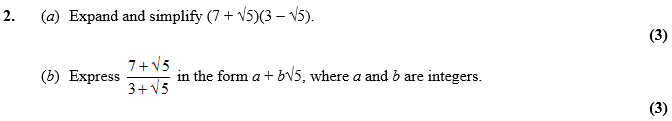 2. (a) Expand and simplify (7 + √5)(3 – √5).
(3)
(b) Express (7 + √5)/(3 + √5) in the form a + b√5, where a and b are integers.
(3)